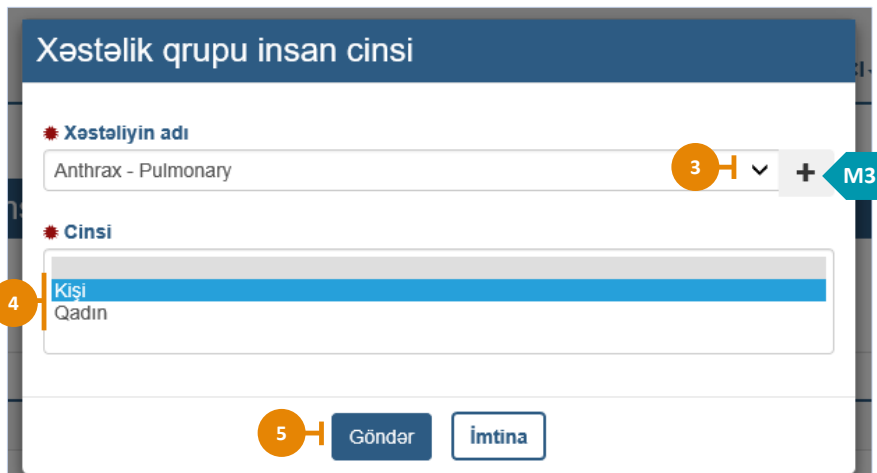 Xəstəlik qrupu insan cinsi
✹ Xəstəliyin adı
Anthrax - Pulmonary
3
+
M3
✹ Cinsi
4
Kişi
Qadın
5
Göndər
İmtina